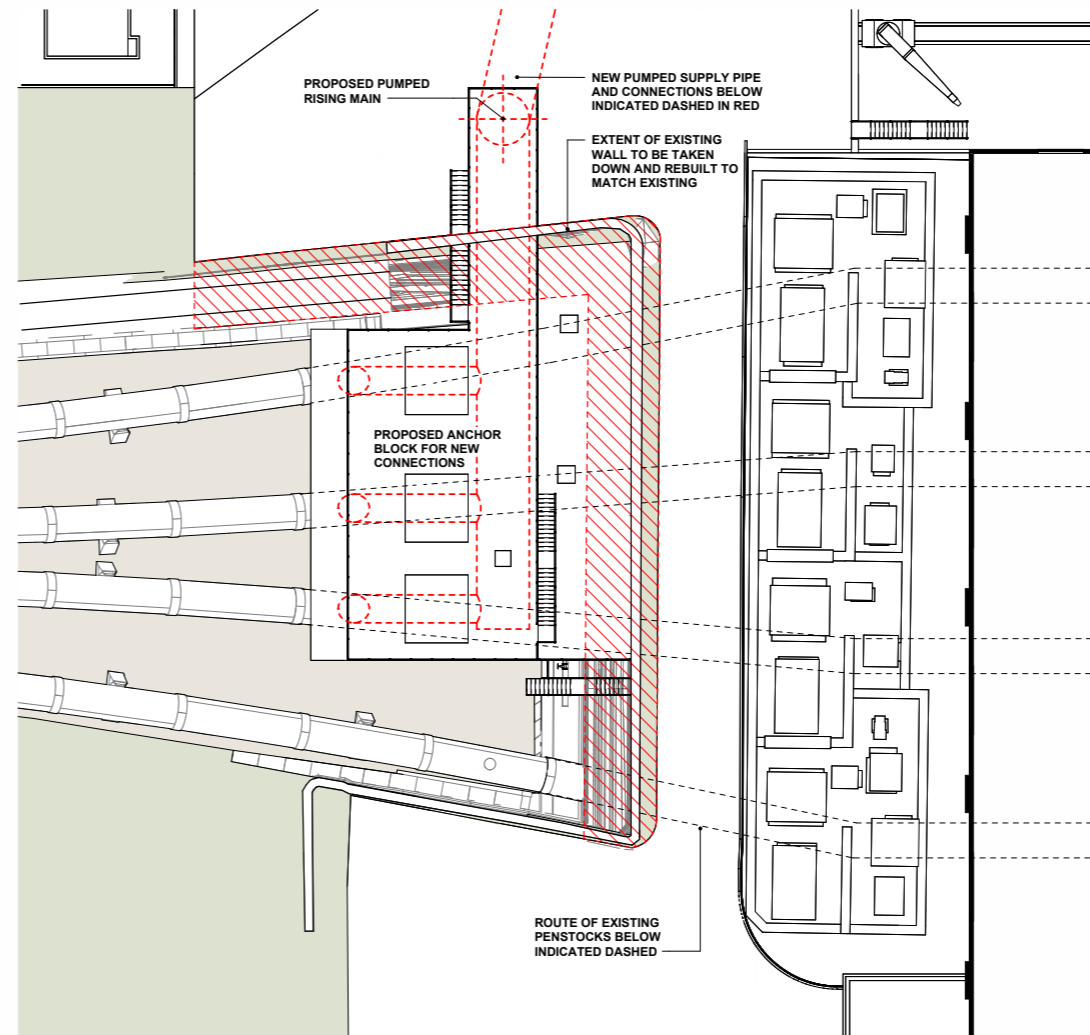 PROPOSED PUMPED
RISING MAIN
NEW PUMPED SUPPLY PIPE
AND CONNECTIONS BELOW
INDICATED DASHED IN RED
EXTENT OF EXISTING
WALL TO BE TAKEN
DOWN AND REBUILT TO
MATCH EXISTING
PROPOSED ANCHOR
BLOCK FOR NEW
CONNECTIONS
ROUTE OF EXISTING
PENSTOCKS BELOW
INDICATED DASHED